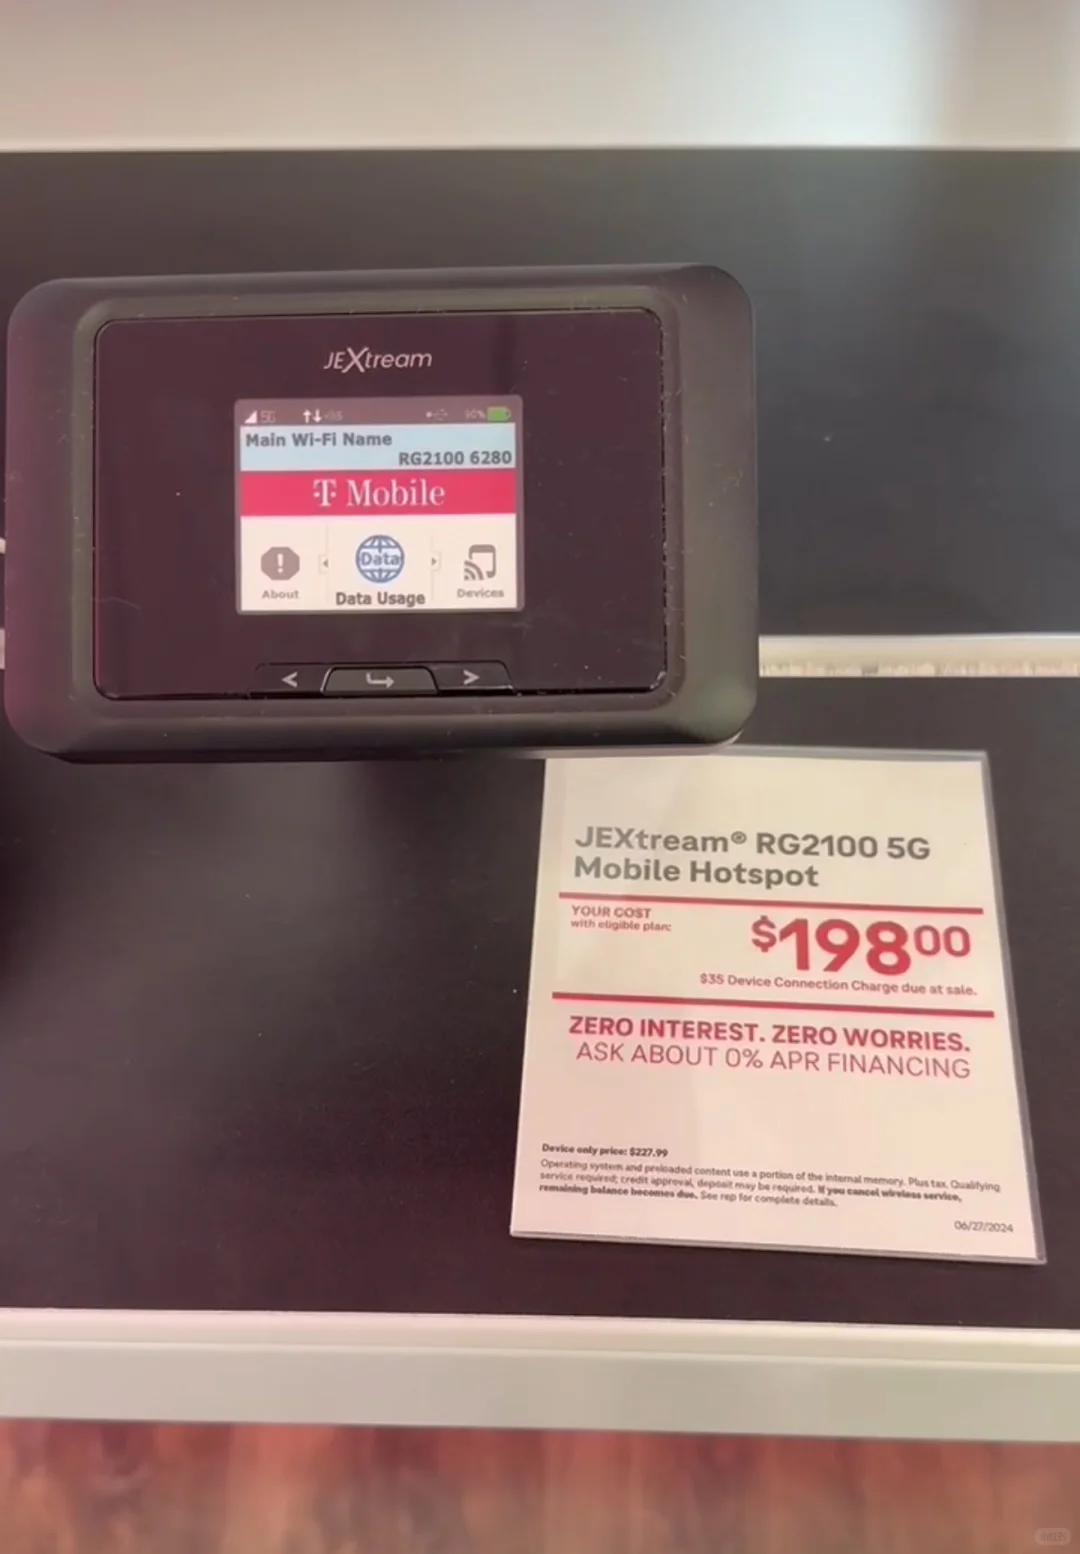 JEXtream
5G
90%
Main Wi-Fi Name
RG2100 6280
T Mobile
Data
About
Data Usage
Devices
JEXtream® RG2100 5G
Mobile Hotspot
YOUR COST
with eligible plan:
$19800
$35 Device Connection Charge due at sale.
ZERO INTEREST. ZERO WORRIES.
ASK ABOUT 0% APR FINANCING
Device only price: $227.99
Operating system and preloaded content use a portion of the internal memory. Plus tax. Qualifying
service required; credit approval, deposit may be required. If you cancel wireless service,
remaining balance becomes due. See rep for complete details.
06/27/2024